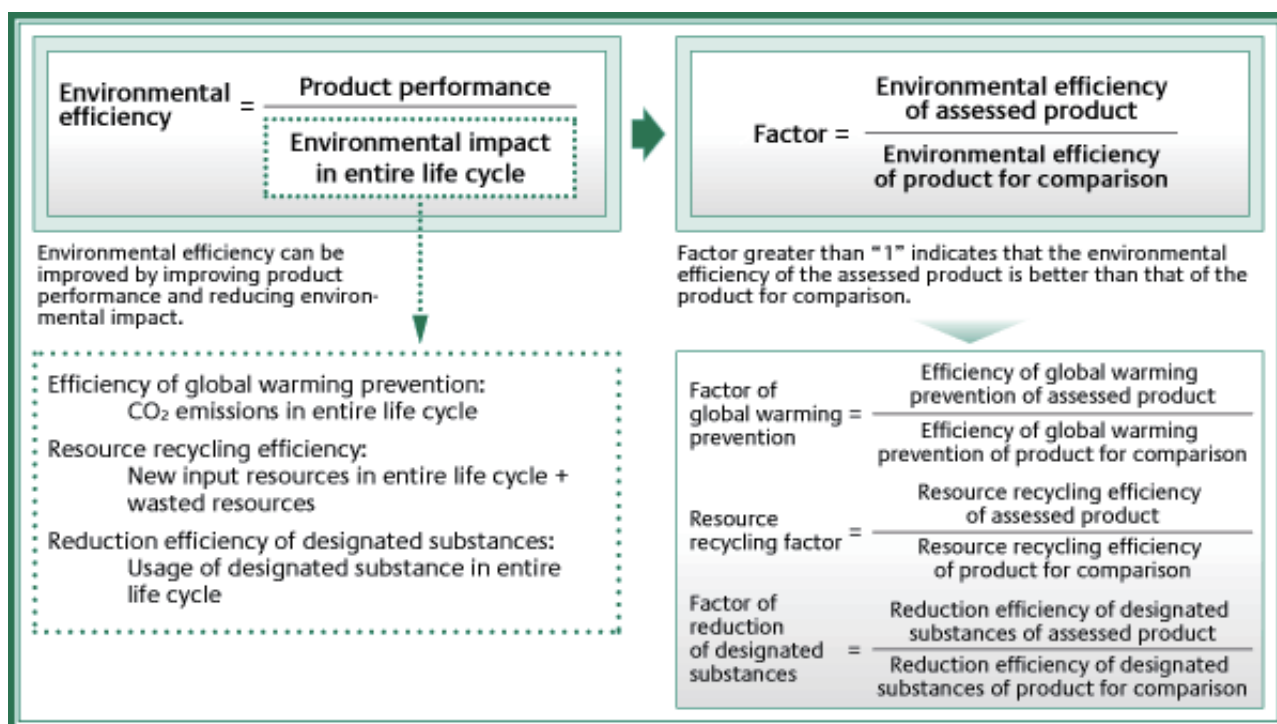 Environmental
efficiency
=
Product performance
Environmental impact
in entire life cycle
Environmental efficiency can be
improved by improving product
performance and reducing environ-
mental impact.
Efficiency of global warming prevention:
CO₂ emissions in entire life cycle
Resource recycling efficiency:
New input resources in entire life cycle +
wasted resources
Reduction efficiency of designated substances:
Usage of designated substance in entire
life cycle
Factor =
Environmental efficiency
of assessed product
Environmental efficiency
of product for comparison
Factor greater than “1” indicates that the environmental
efficiency of the assessed product is better than that of the
product for comparison.
Factor of
global warming
prevention
=
Efficiency of global warming
prevention of assessed product
Efficiency of global warming
prevention of product for comparison
Resource
recycling factor
=
Resource recycling efficiency
of assessed product
Resource recycling efficiency
of product for comparison
Factor of
reduction
of designated
substances
=
Reduction efficiency of designated
substances of assessed product
Reduction efficiency of designated
substances of product for comparison